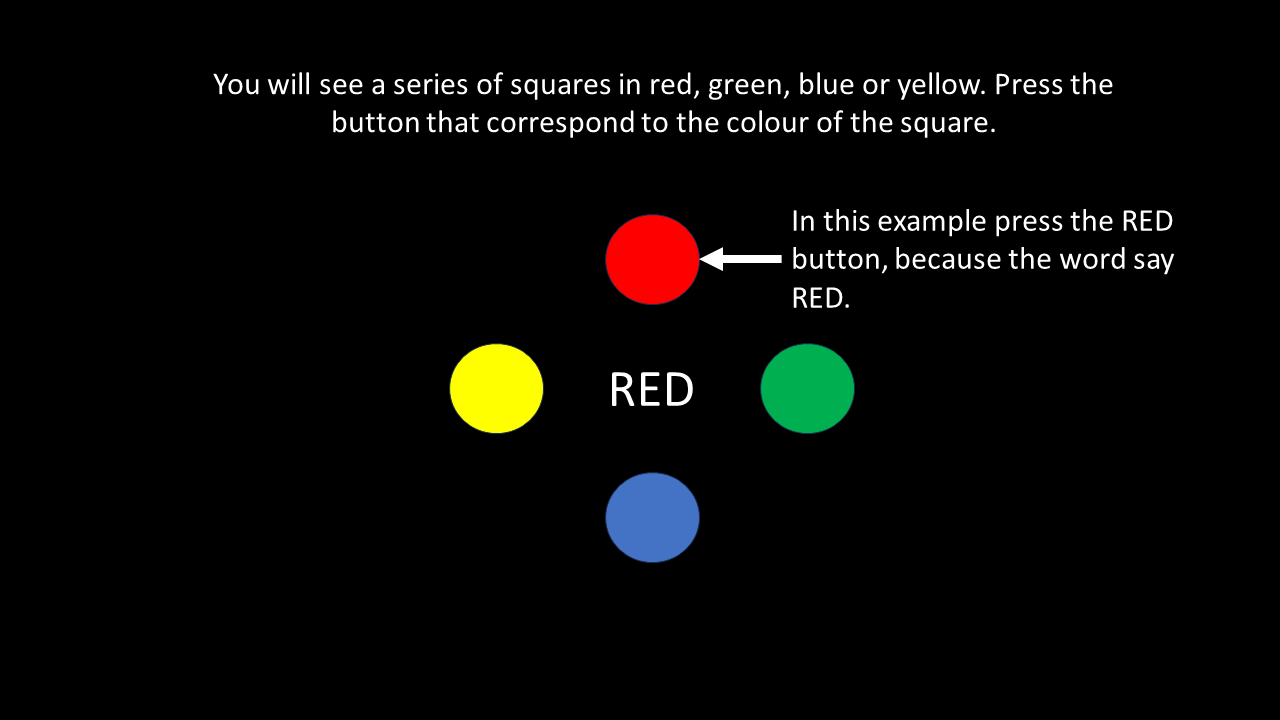 You will see a series of squares in red, green, blue or yellow. Press the
button that correspond to the colour of the square.
In this example press the RED
button, because the word say
RED.
RED